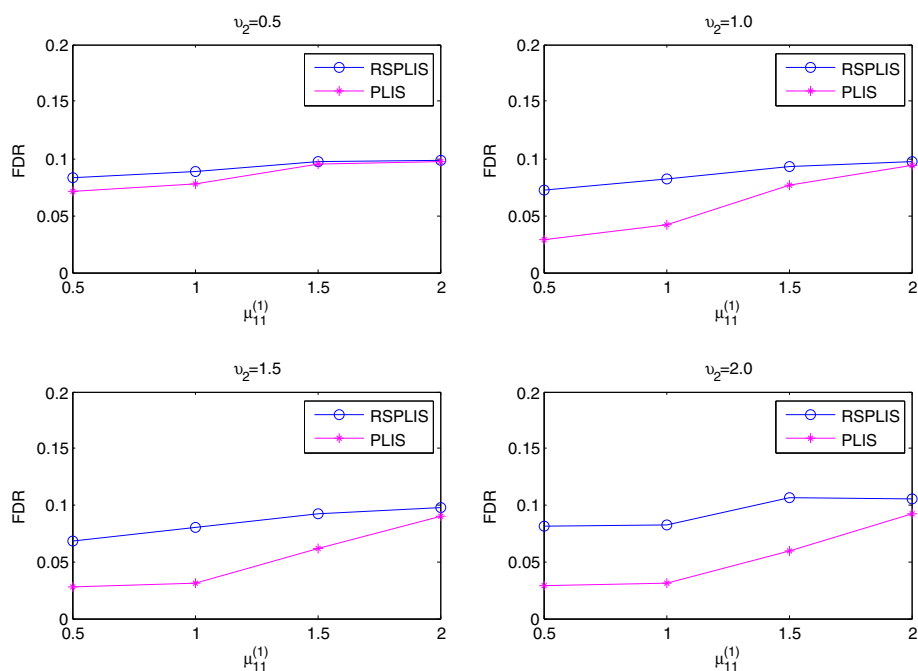 υ2=0.5
0.2
0.15
0.1
0.05
0
FDR
RSPLIS
PLIS
0.5 1 1.5 2
μ11(1)
υ2=1.0
0.2
0.15
0.1
0.05
0
FDR
RSPLIS
PLIS
0.5 1 1.5 2
μ11(1)
υ2=1.5
0.2
0.15
0.1
0.05
0
FDR
RSPLIS
PLIS
0.5 1 1.5 2
μ11(1)
υ2=2.0
0.2
0.15
0.1
0.05
0
FDR
RSPLIS
PLIS
0.5 1 1.5 2
μ11(1)